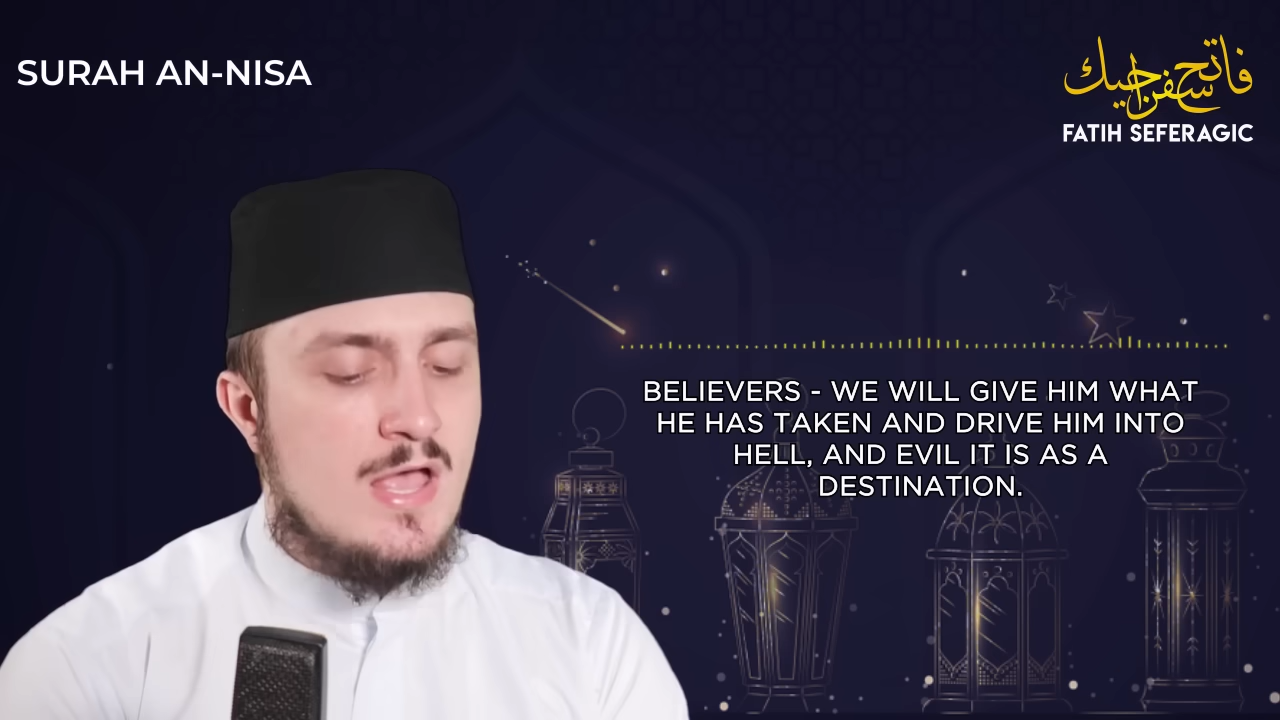 SURAH AN-NISA
فاتح سفراجيك
FATIH SEFERAGIC
BELIEVERS - WE WILL GIVE HIM WHAT
HE HAS TAKEN AND DRIVE HIM INTO
HELL, AND EVIL IT IS AS A
DESTINATION.